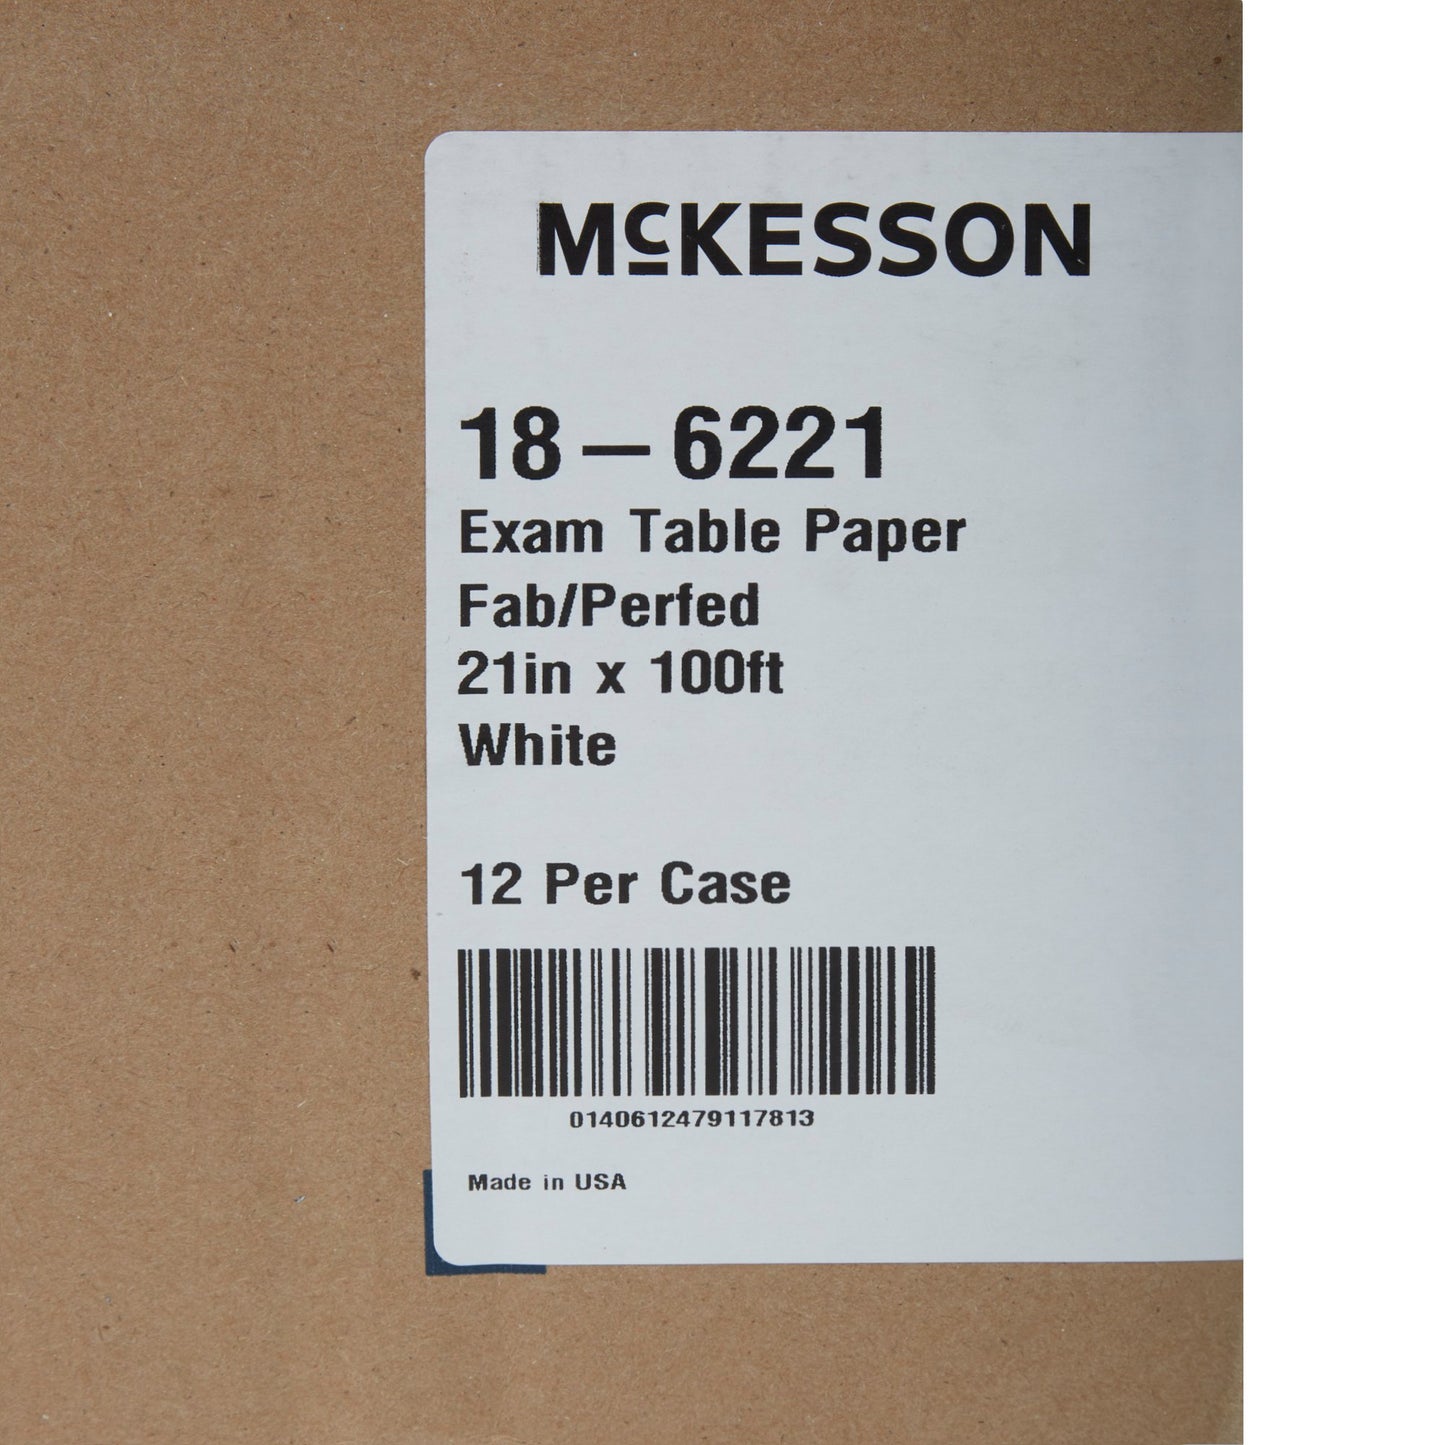 McKESSON
18-6221
Exam Table Paper
Fab/Perfed
21in x 100ft
White
12 Per Case
0140612479117813
Made in USA